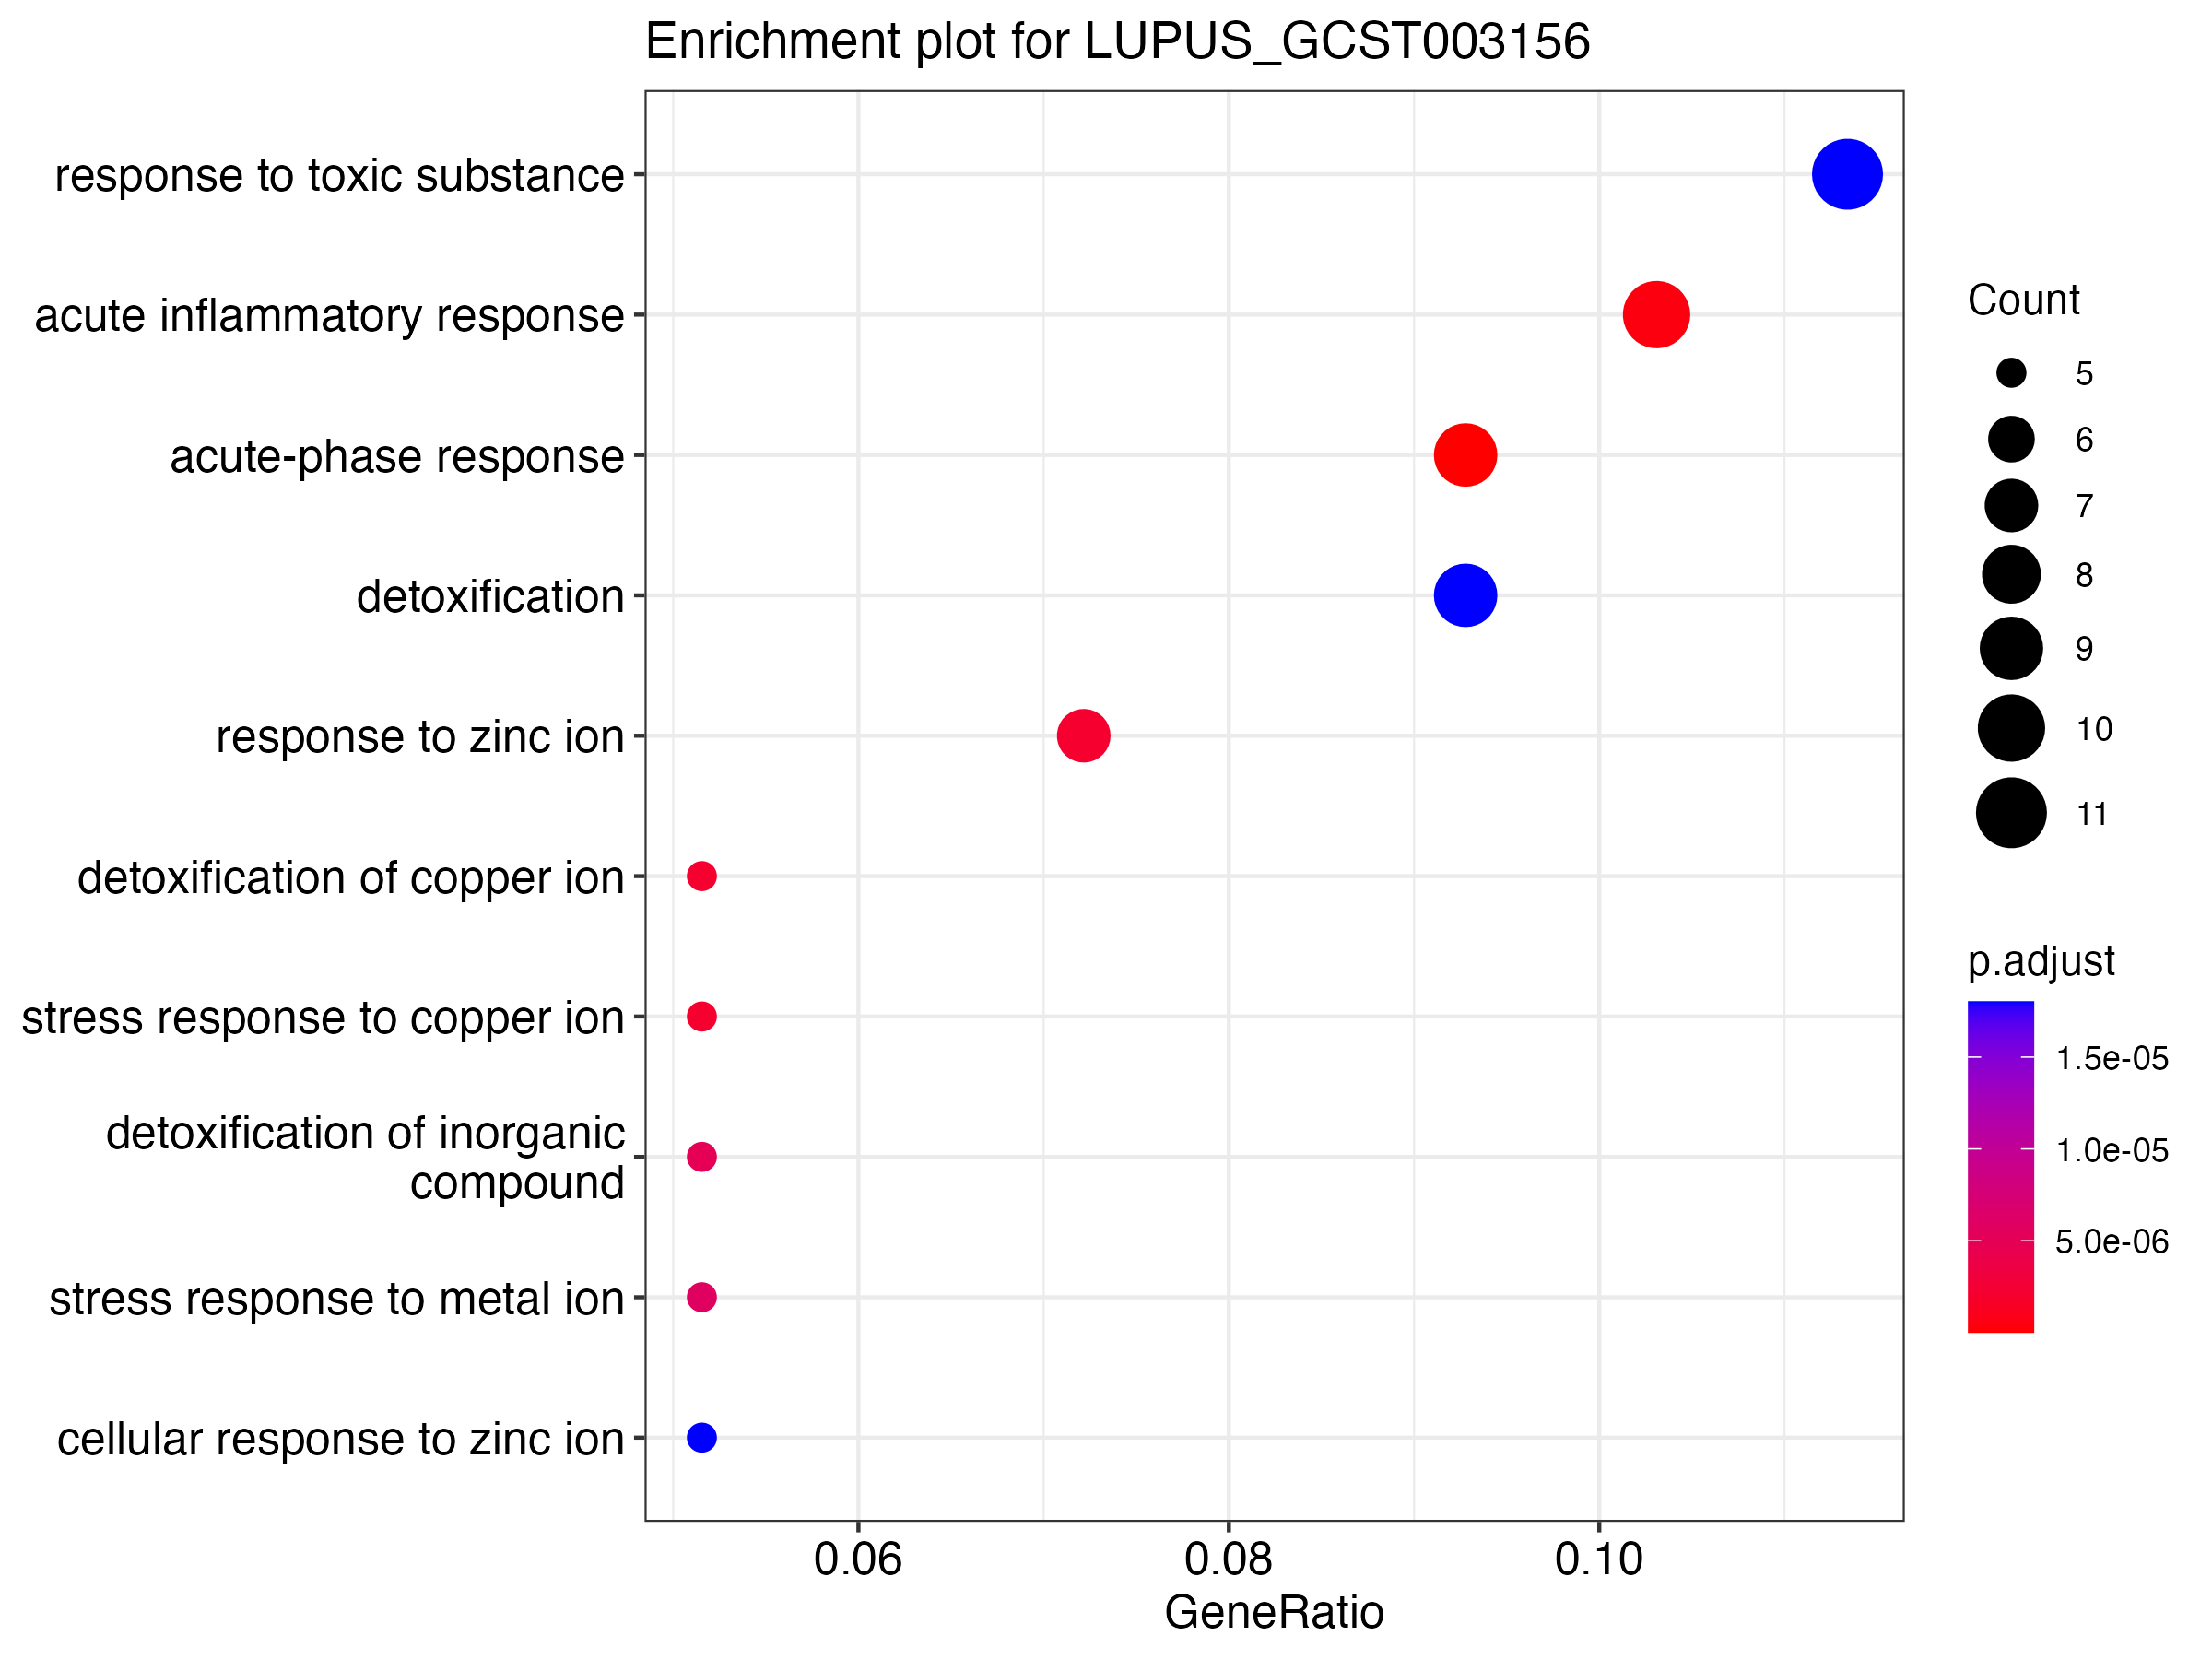 Enrichment plot for LUPUS_GCST003156
response to toxic substance
acute inflammatory response
acute-phase response
detoxification
response to zinc ion
detoxification of copper ion
stress response to copper ion
detoxification of inorganic
compound
stress response to metal ion
cellular response to zinc ion
0.06
0.08
0.10
GeneRatio
Count
5
6
7
8
9
10
11
p.adjust
1.5e-05
1.0e-05
5.0e-06